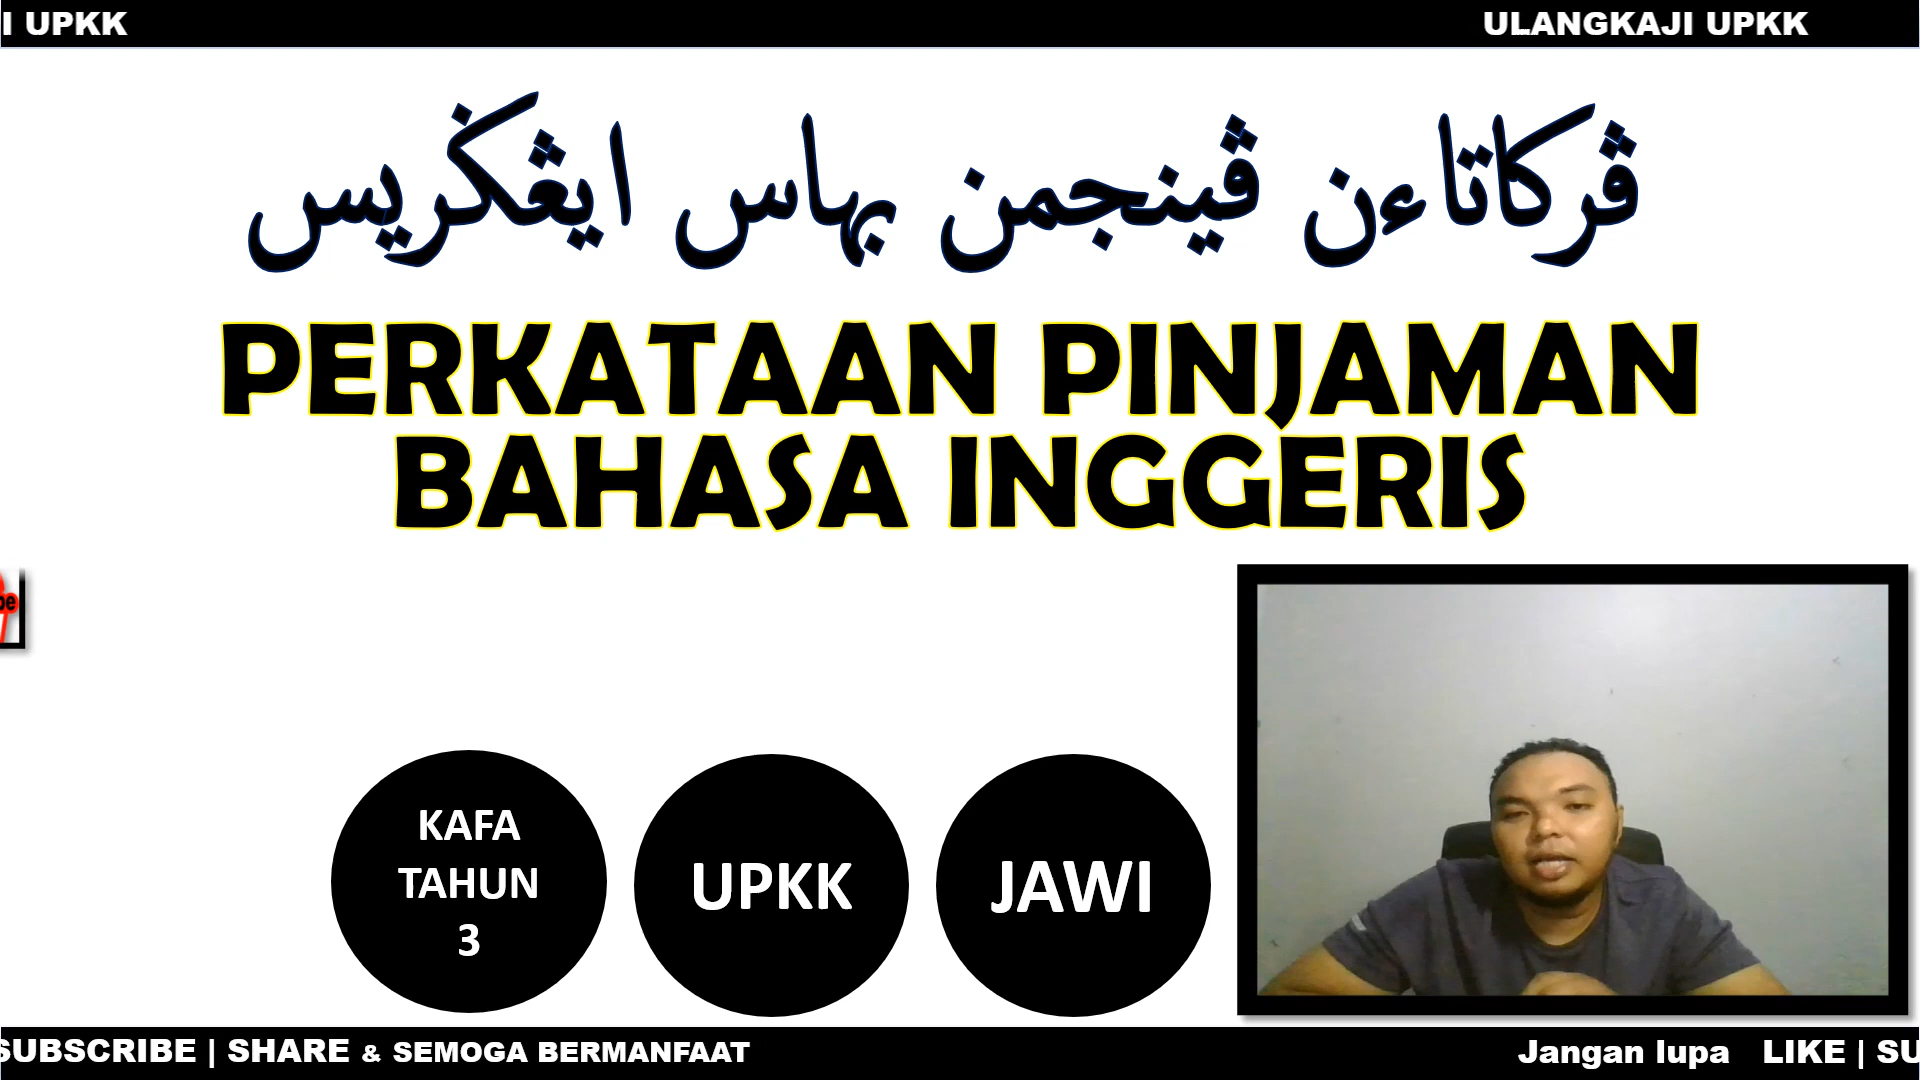 I UPKK
ULANGKAJI UPKK
ڤركاتاءن ڤينجمن بهاس ايڠݢريس
PERKATAAN PINJAMAN
BAHASA INGGERIS
KAFA
TAHUN
3
UPKK
JAWI
SUBSCRIBE | SHARE & SEMOGA BERMANFAAT
Jangan lupa LIKE | SU